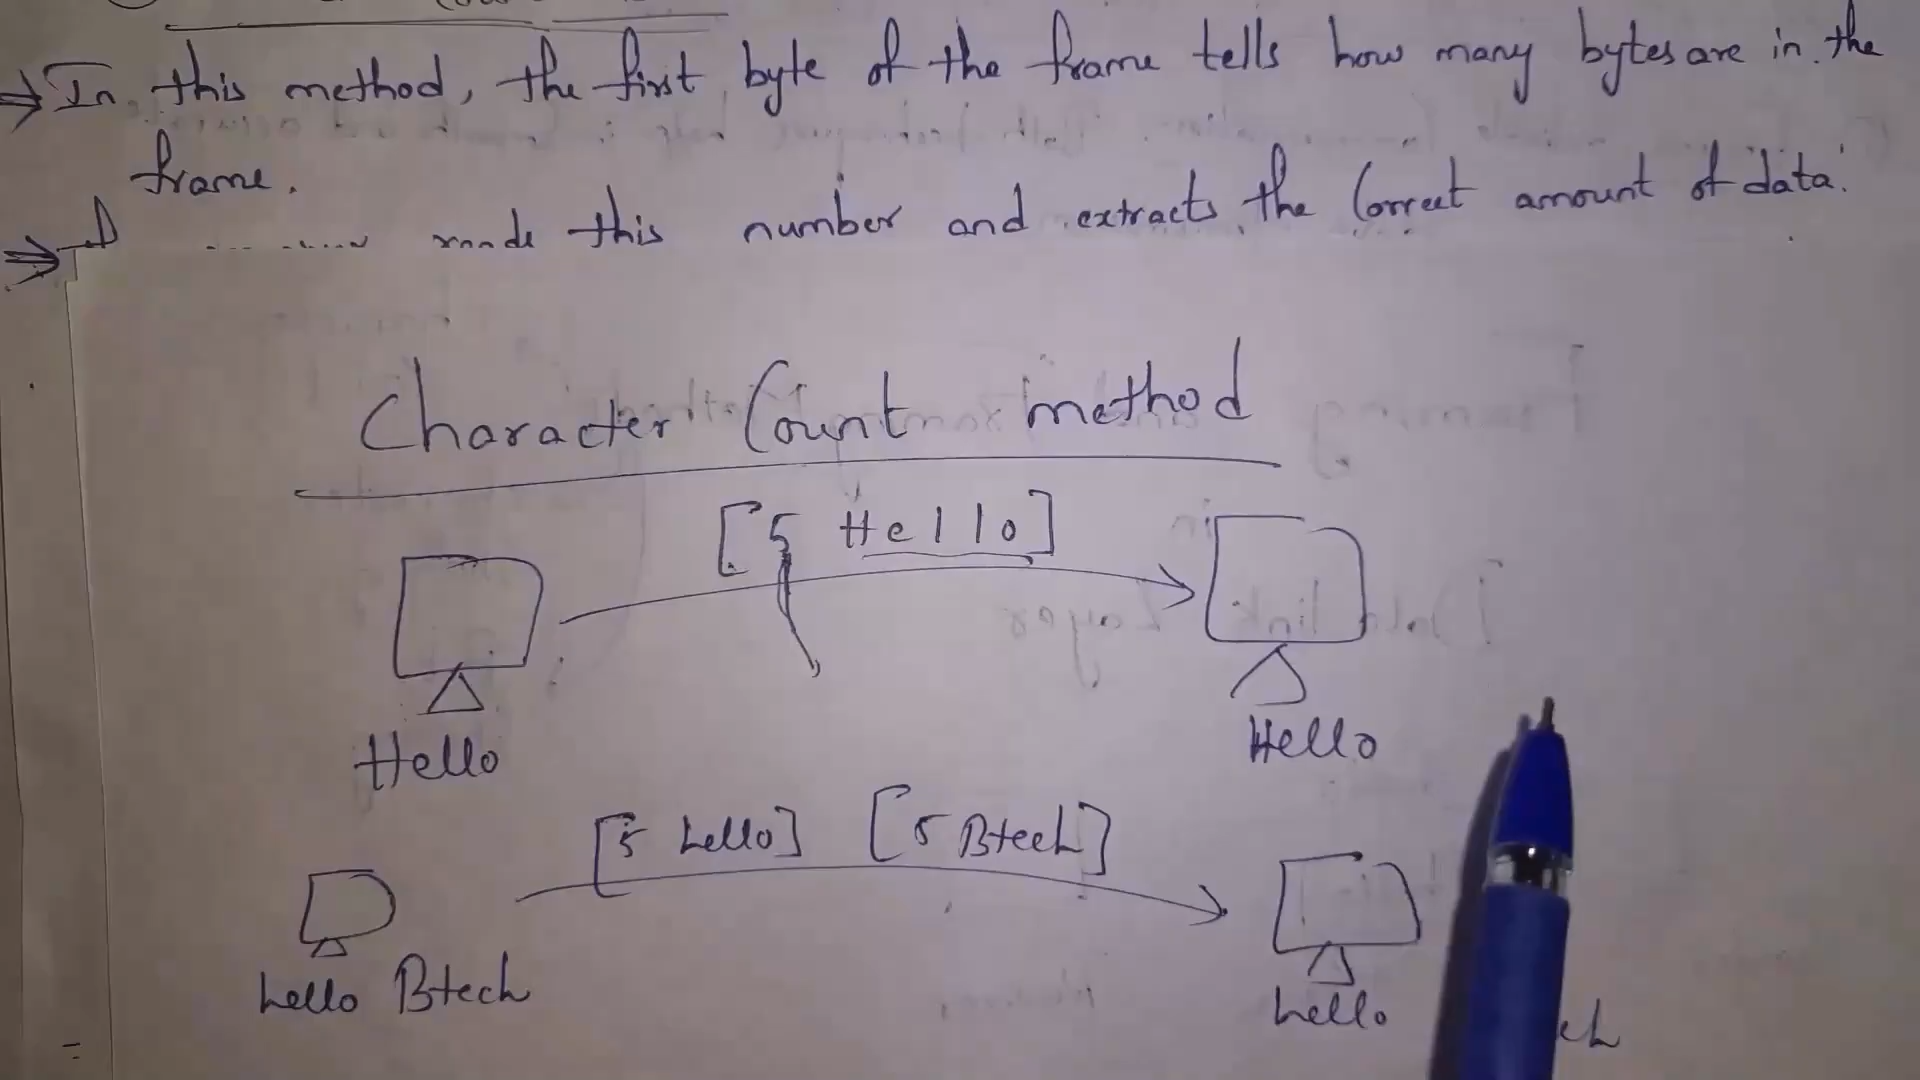 ⇒ In this method, the first byte of the frame tells how many bytes are in the
frame.
this number and extracts the Correct amount of data.
Character Count method
[5 Hello]
Hello
Hello
[5 hello] [5 Btech]
hello Btech
hello